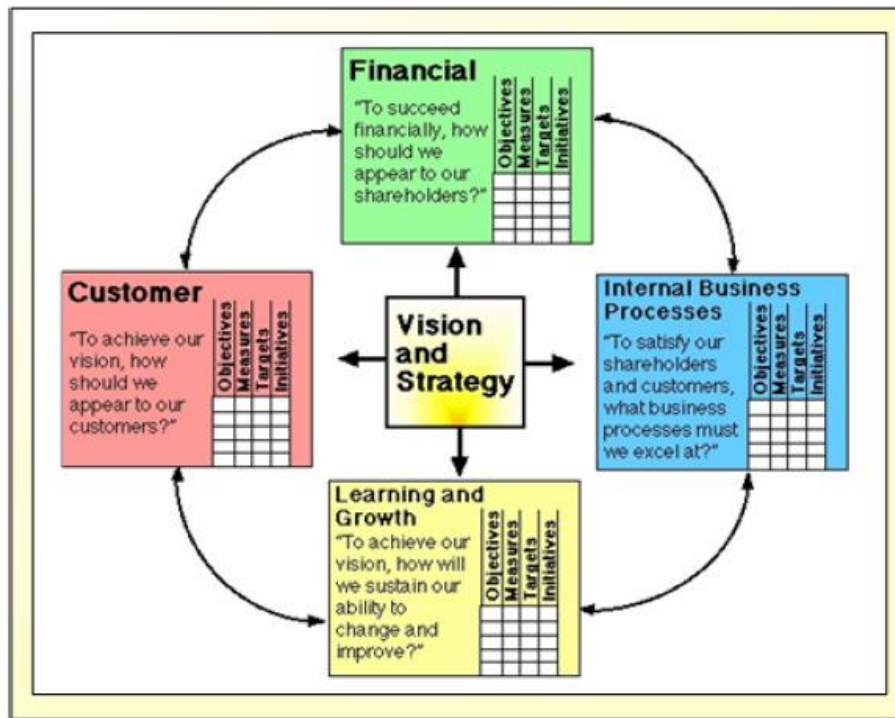 Financial
"To succeed
financially, how
should we
appear to our
shareholders?"
Objectives
Measures
Targets
Initiatives
Customer
"To achieve our
vision, how
should we
appear to our
customers?"
Objectives
Measures
Targets
Initiatives
Vision
and
Strategy
Internal Business
Processes
"To satisfy our
shareholders
and customers,
what business
processes must
we excel at?"
Objectives
Measures
Targets
Initiatives
Learning and
Growth
"To achieve our
vision, how will
we sustain our
ability to
change and
improve?"
Objectives
Measures
Targets
Initiatives